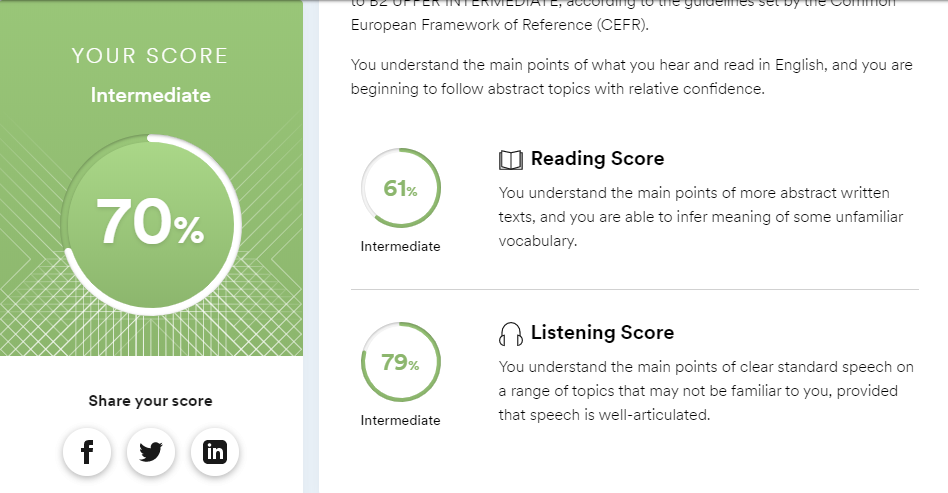 YOUR SCORE
Intermediate
70%
Share your score
to B2 UPPER INTERMEDIATE, according to the guidelines set by the Common
European Framework of Reference (CEFR).
You understand the main points of what you hear and read in English, and you are
beginning to follow abstract topics with relative confidence.
61%
Intermediate
Reading Score
You understand the main points of more abstract written
texts, and you are able to infer meaning of some unfamiliar
vocabulary.
79%
Intermediate
Listening Score
You understand the main points of clear standard speech on
a range of topics that may not be familiar to you, provided
that speech is well-articulated.